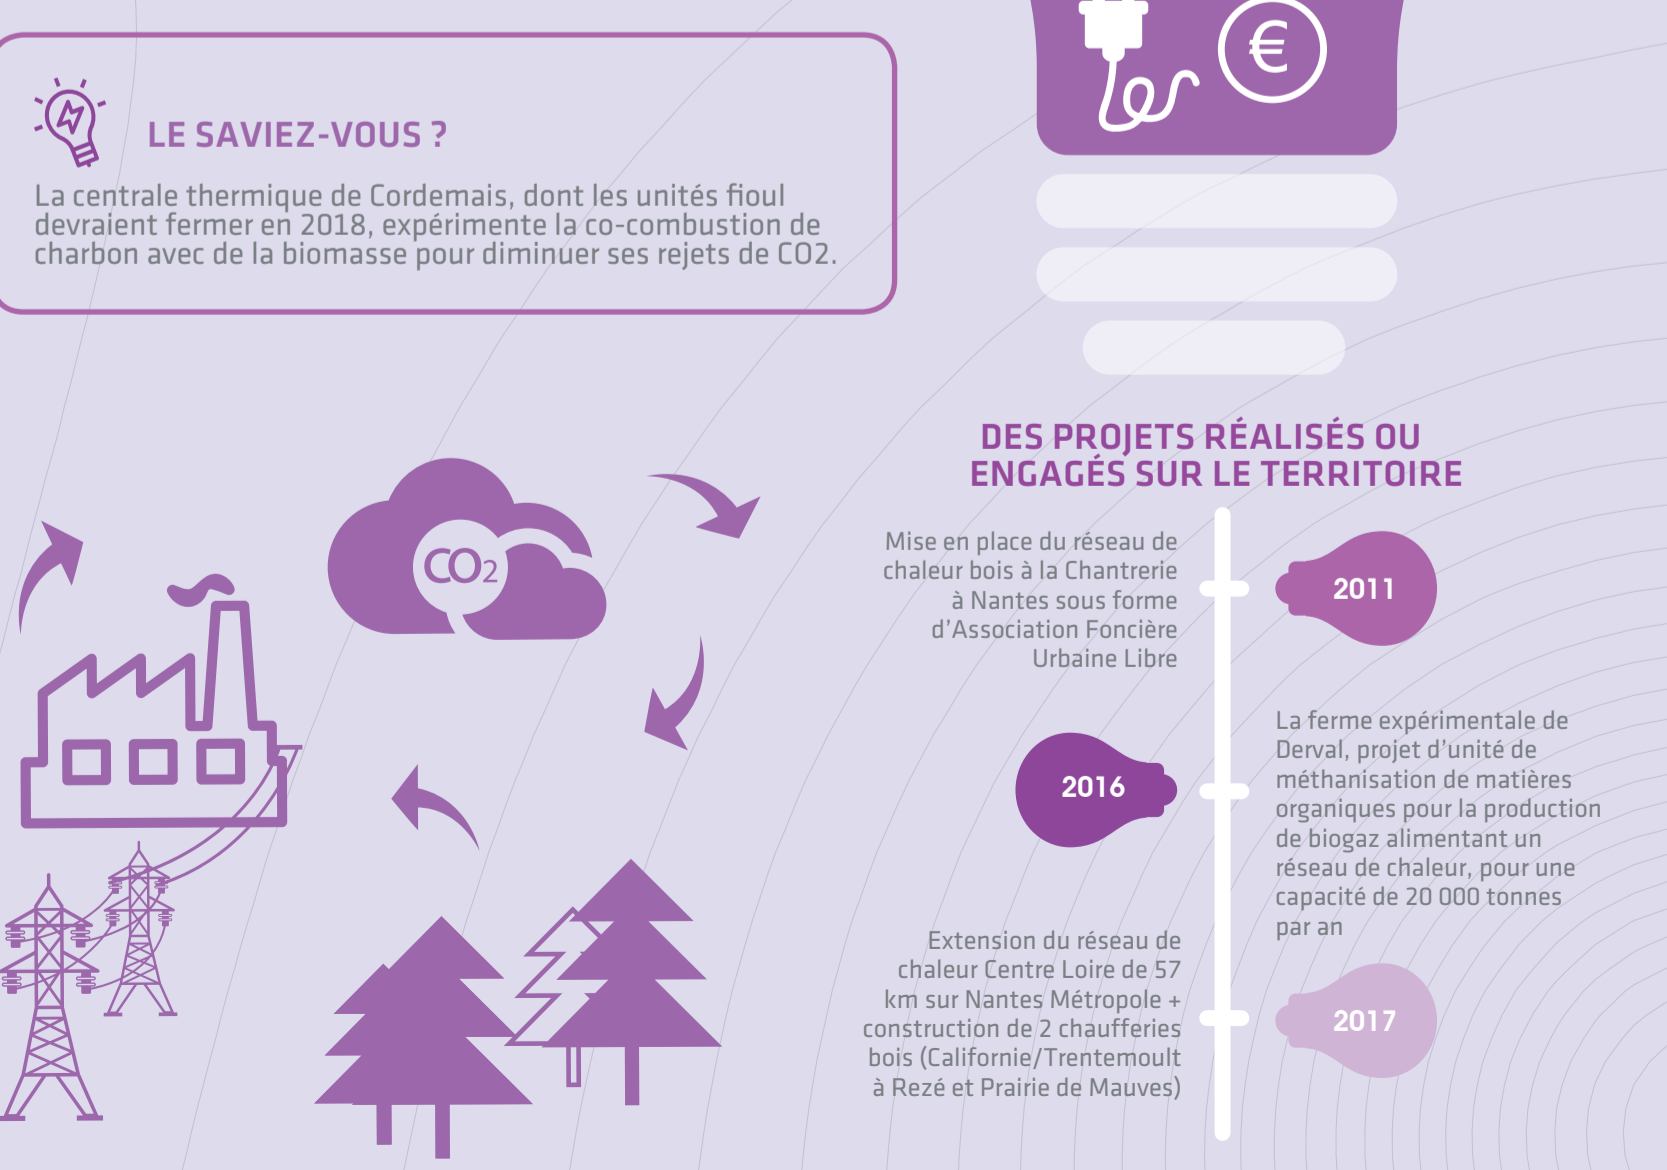 €
LE SAVIEZ-VOUS ?
La centrale thermique de Cordemais, dont les unités fioul
devraient fermer en 2018, expérimente la co-combustion de
charbon avec de la biomasse pour diminuer ses rejets de CO2.
CO2
DES PROJETS RÉALISÉS OU
ENGAGÉS SUR LE TERRITOIRE
Mise en place du réseau de
chaleur bois à la Chantrerie
à Nantes sous forme
d'Association Foncière
Urbaine Libre
2011
2016
La ferme expérimentale de
Derval, projet d'unité de
méthanisation de matières
organiques pour la production
de biogaz alimentant un
réseau de chaleur, pour une
capacité de 20 000 tonnes
par an
Extension du réseau de
chaleur Centre Loire de 57
km sur Nantes Métropole +
construction de 2 chaufferies
bois (Californie/Trentemoult
à Rezé et Prairie de Mauves)
2017